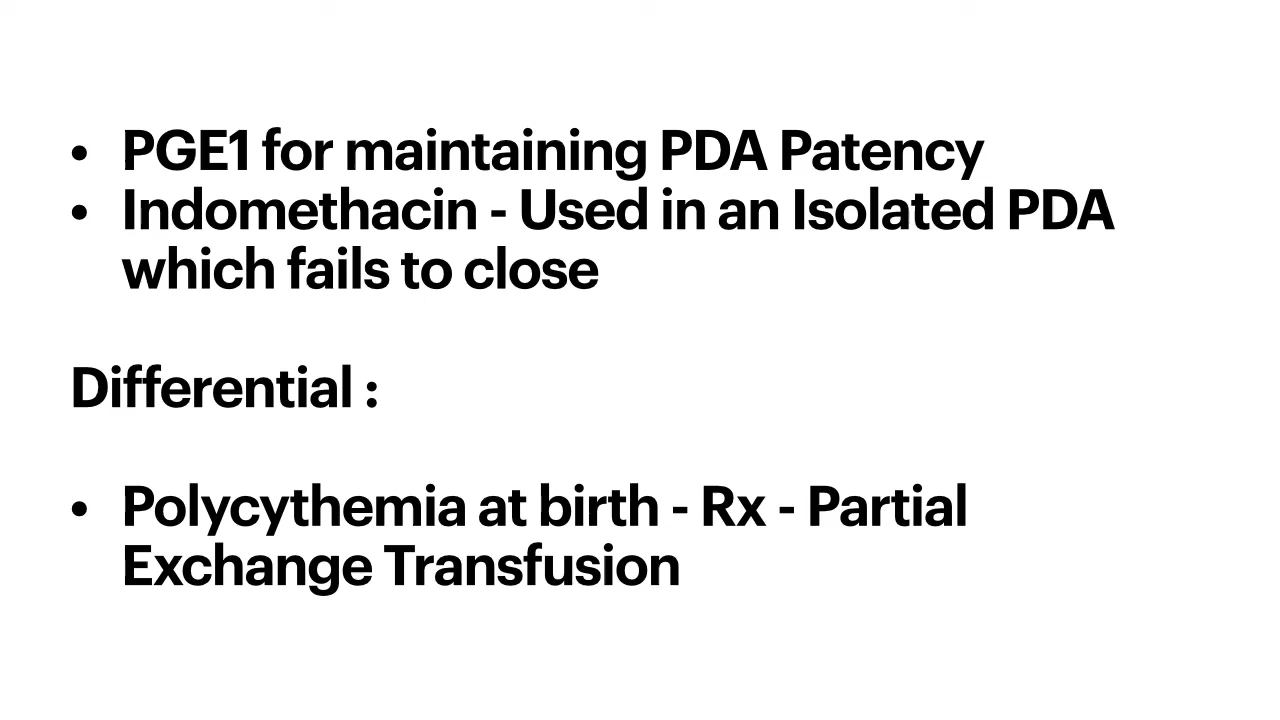 • PGE1 for maintaining PDA Patency
• Indomethacin - Used in an Isolated PDA
which fails to close
Differential :
• Polycythemia at birth - Rx - Partial
Exchange Transfusion